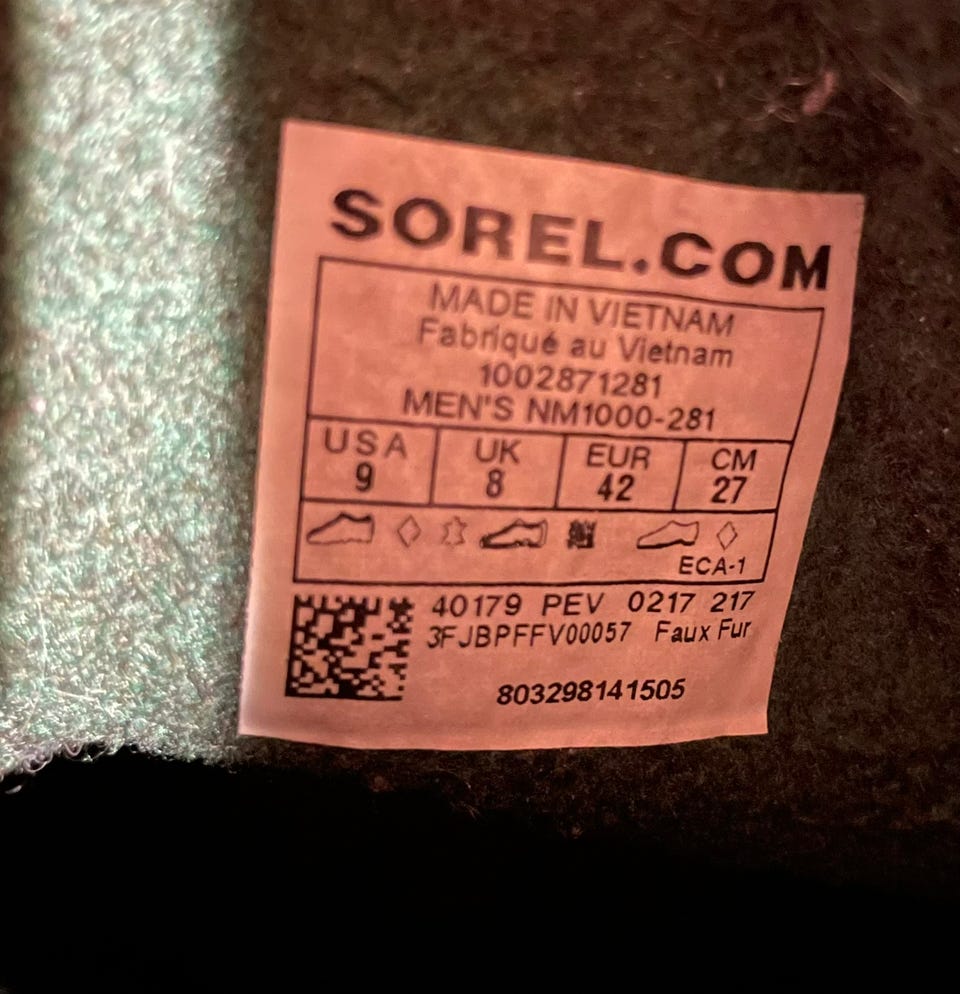 SOREL.COM
MADE IN VIETNAM
Fabriqué au Vietnam
1002871281
MEN'S NM1000-281
USA UK EUR CM
9 8 42 27
ECA-1
40179 PEV 0217 217
3FJBPFFV00057 Faux Fur
803298141505